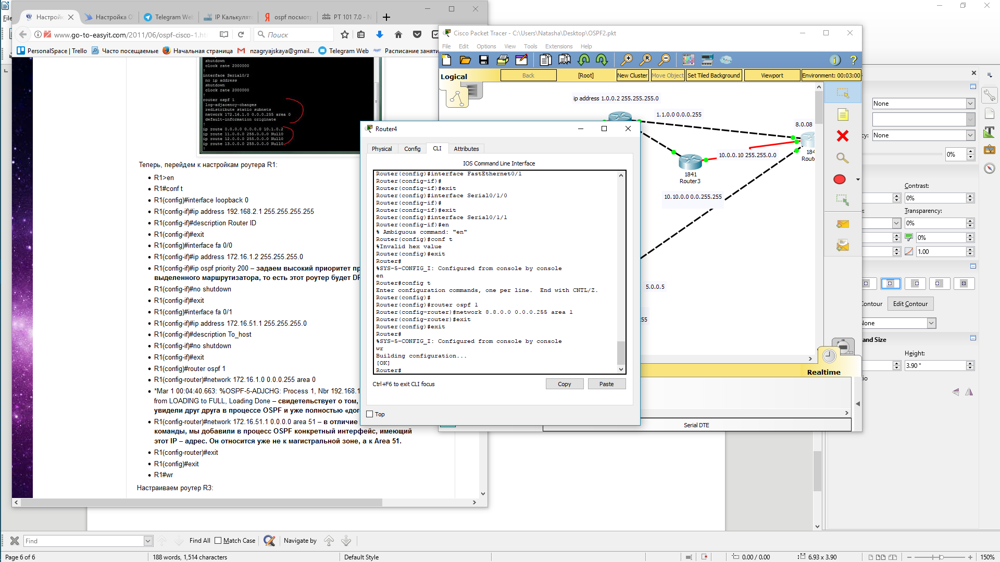 File
Настройк
Настройка O
Telegram We
IP Калькулят
ospf посмотр
PT 101 7.0 - N
www.go-to-easyit.com/2011/06/ospf-cisco-1.ht
Поиск
PersonalSpace | Trello
Часто посещаемые
Начальная страница
nzagryajskaya@gmail...
Telegram Web
Расписание заняти
shutdown
clock rate 2000000
!
interface Serial0/2
no ip address
shutdown
clock rate 2000000
!
router ospf 1
log-adjacency-changes
redistribute static subnets
network 172.16.1.0 0.0.0.255 area 0
default-information originate
!
ip route 0.0.0.0 0.0.0.0 10.1.0.2
ip route 11.0.0.0 255.0.0.0 Null0
ip route 12.0.0.0 255.0.0.0 Null0
ip route 13.0.0.0 255.0.0.0 Null0
!
Теперь, перейдем к настройкам роутера R1:
R1>en
R1#conf t
R1(config)#interface loopback 0
R1(config-if)#ip address 192.168.2.1 255.255.255.255
R1(config-if)#description Router ID
R1(config-if)#exit
R1(config)#interface fa 0/0
R1(config-if)#ip address 172.16.1.2 255.255.255.0
R1(config-if)#ip ospf priority 200 – задаем высокий приоритет пр
выделенного маршрутизатора, то есть этот роутер будет DR
R1(config-if)#no shutdown
R1(config-if)#exit
R1(config)#interface fa 0/1
R1(config-if)#ip address 172.16.51.1 255.255.255.0
R1(config-if)#description To_host
R1(config-if)#no shutdown
R1(config-if)#exit
R1(config)#router ospf 1
R1(config-router)#network 172.16.1.0 0.0.0.255 area 0
*Mar 1 00:04:40.663: %OSPF-5-ADJCHG: Process 1, Nbr 192.168.1
from LOADING to FULL, Loading Done – свидетельствует о том,
увидели друг друга в процессе OSPF и уже полностью «дог
R1(config-router)#network 172.16.51.1 0.0.0.0 area 51 – в отличие
команды, мы добавили в процесс OSPF конкретный интерфейс, имеющий
этот IP – адрес. Он относится уже не к магистральной зоне, а к Area 51.
R1(config-router)#exit
R1(config)#exit
R1#wr
Настраиваем роутер R3:
Cisco Packet Tracer - C:\Users\Natasha\Desktop\OSPF2.pkt
File Edit Options View Tools Extensions Help
Logical
Back
[Root]
New Cluster
Move Object
Set Tiled Background
Viewport
Environment: 00:03:00
ip address 1.0.0.2 255.255.255.0
1.1.0.0 0.0.0.255
8.0.08
184
Route
10.0.0.10 255.255.0.0
1841
Router3
10.10.0.0 0.0.255.255
5.0.0.5
255
Realtime
Serial DTE
Router4
Physical
Config
CLI
Attributes
IOS Command Line Interface
Router(config)#interface FastEthernet0/1
Router(config-if)#
Router(config-if)#exit
Router(config)#interface Serial0/1/0
Router(config-if)#
Router(config-if)#exit
Router(config)#interface Serial0/1/1
Router(config-if)#en
% Ambiguous command: "en"
Router(config)#conf t
%Invalid hex value
Router(config)#exit
Router#
%SYS-5-CONFIG_I: Configured from console by console
en
Router#config t
Enter configuration commands, one per line. End with CNTL/Z.
Router(config)#
Router(config)#router ospf 1
Router(config-router)#network 8.8.0.0 0.0.0.255 area 1
Router(config-router)#exit
Router(config)#exit
Router#
%SYS-5-CONFIG_I: Configured from console by console
wr
Building configuration...
[OK]
Router#
Ctrl+F6 to exit CLI focus
Copy
Paste
Top
None
cy:
None
0%
Contrast:
0%
e:
Transparency:
0%
0%
1.00
Contour
Edit Contour
None
and Size
Height:
3.90 "
tio
Find
Find All
Match Case
Navigate by
Page 6 of 6
188 words, 1,514 characters
Default Style
0.00 / 0.00
6.93 x 3.90
150%